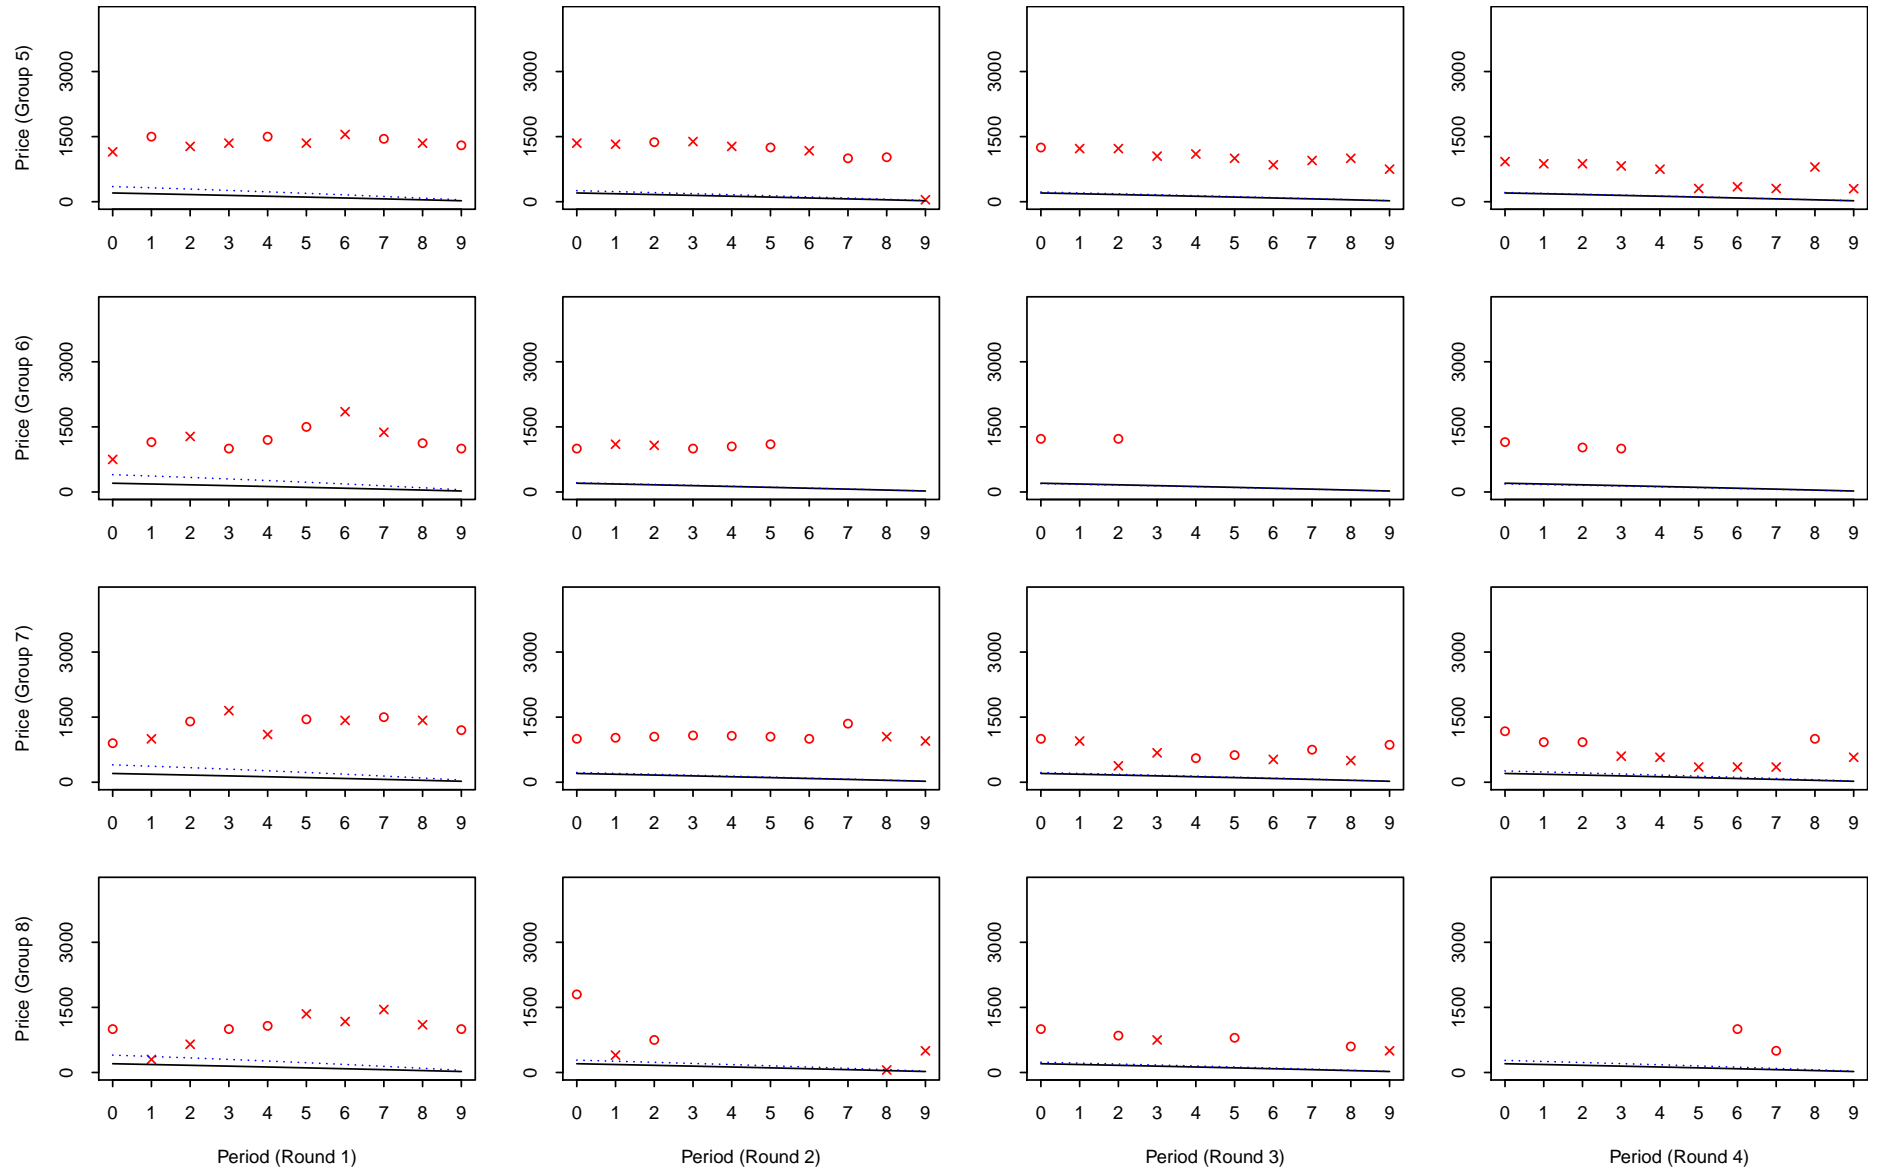 Price (Group 5)
0 1500 3000
0 1500 3000
0 1500 3000
0 1500 3000
0 1 2 3 4 5 6 7 8 9
0 1 2 3 4 5 6 7 8 9
0 1 2 3 4 5 6 7 8 9
0 1 2 3 4 5 6 7 8 9
Price (Group 6)
0 1500 3000
0 1500 3000
0 1500 3000
0 1500 3000
0 1 2 3 4 5 6 7 8 9
0 1 2 3 4 5 6 7 8 9
0 1 2 3 4 5 6 7 8 9
0 1 2 3 4 5 6 7 8 9
Price (Group 7)
0 1500 3000
0 1500 3000
0 1500 3000
0 1500 3000
0 1 2 3 4 5 6 7 8 9
0 1 2 3 4 5 6 7 8 9
0 1 2 3 4 5 6 7 8 9
0 1 2 3 4 5 6 7 8 9
Price (Group 8)
0 1500 3000
0 1500 3000
0 1500 3000
0 1500 3000
0 1 2 3 4 5 6 7 8 9
0 1 2 3 4 5 6 7 8 9
0 1 2 3 4 5 6 7 8 9
0 1 2 3 4 5 6 7 8 9
Period (Round 1)
Period (Round 2)
Period (Round 3)
Period (Round 4)